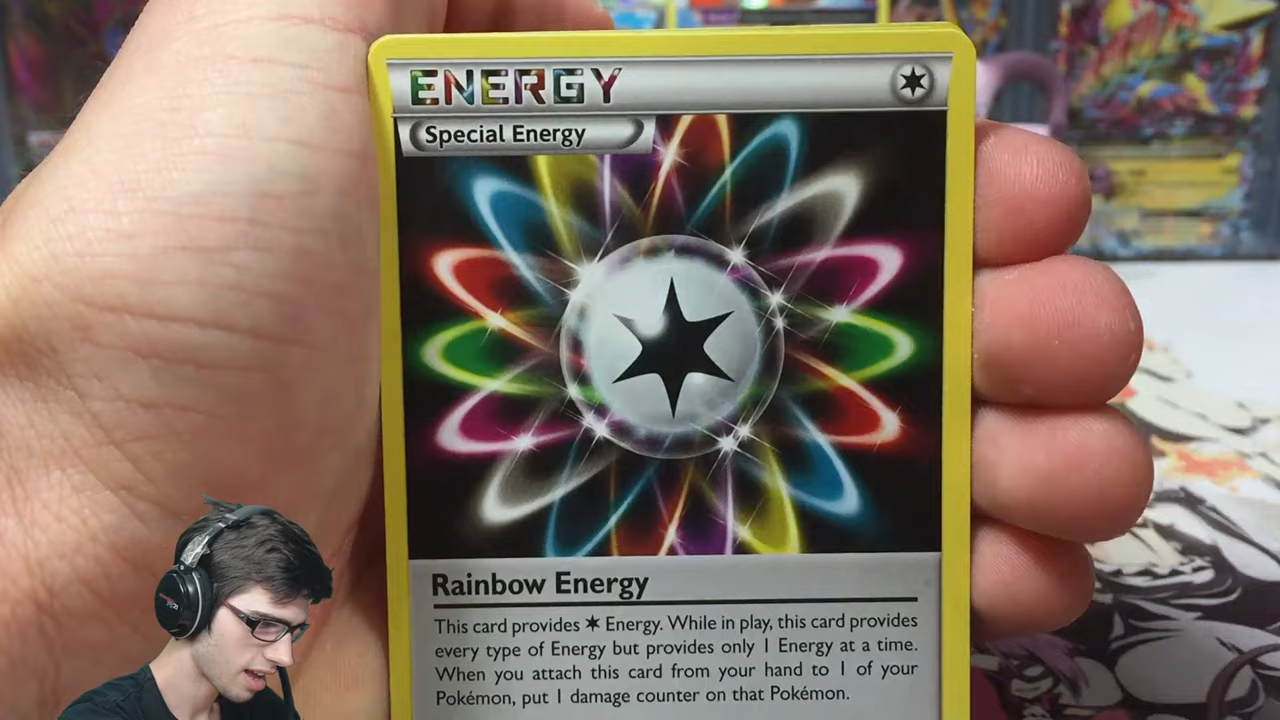 ENERGY
Special Energy
Rainbow Energy
This card provides ✶ Energy. While in play, this card provides
every type of Energy but provides only 1 Energy at a time.
When you attach this card from your hand to 1 of your
Pokémon, put 1 damage counter on that Pokémon.